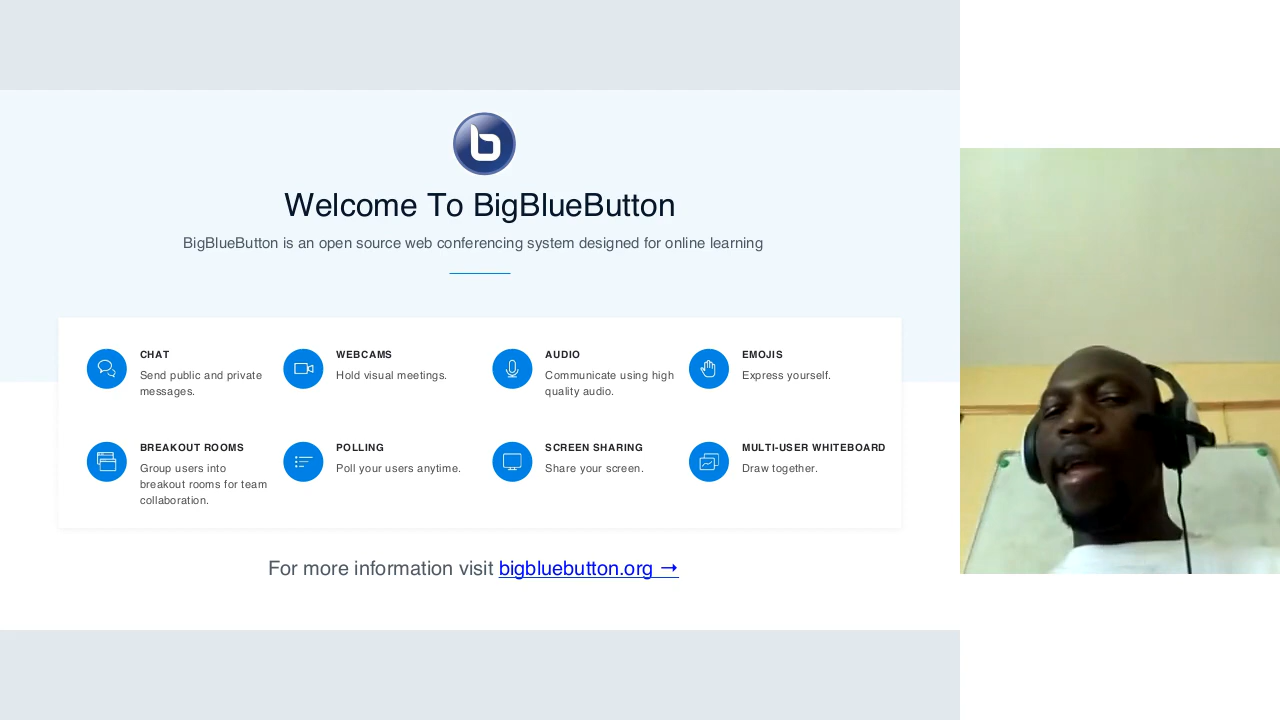 Welcome To BigBlueButton
BigBlueButton is an open source web conferencing system designed for online learning
CHAT
Send public and private
messages.
WEBCAMS
Hold visual meetings.
AUDIO
Communicate using high
quality audio.
EMOJIS
Express yourself.
BREAKOUT ROOMS
Group users into
breakout rooms for team
collaboration.
POLLING
Poll your users anytime.
SCREEN SHARING
Share your screen.
MULTI-USER WHITEBOARD
Draw together.
For more information visit bigbluebutton.org →